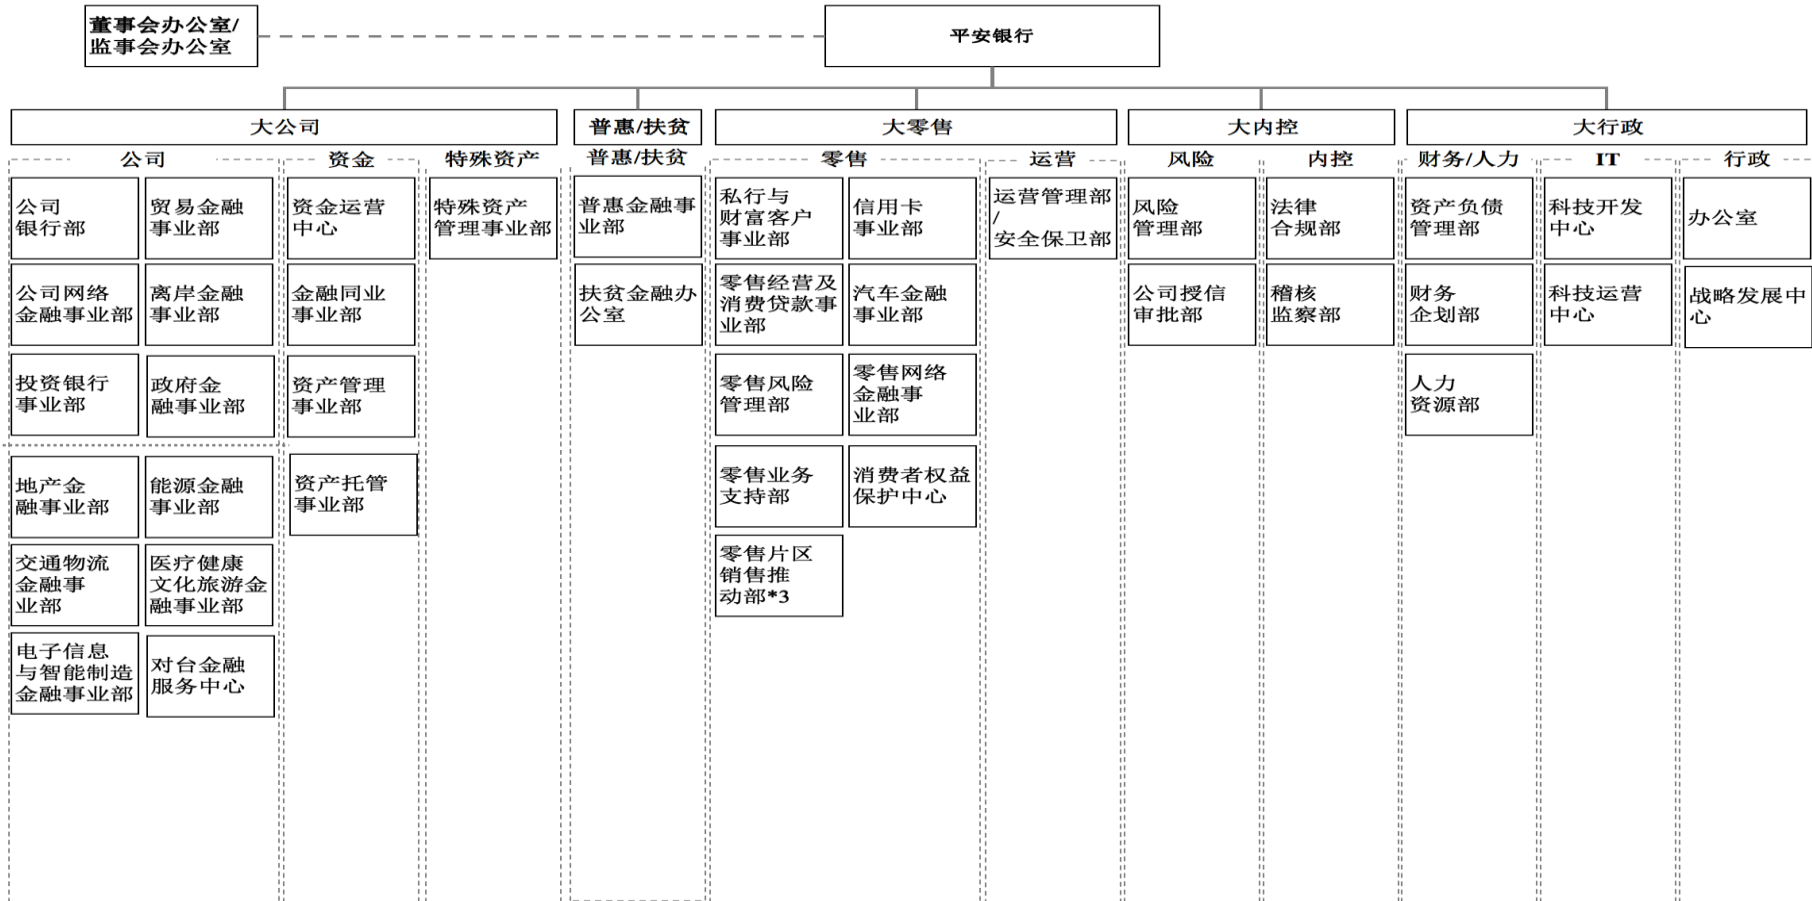 董事会办公室/
监事会办公室
平安银行
大公司
普惠/扶贫
大零售
大内控
大行政
公司
资金
特殊资产
普惠/扶贫
零售
运营
风险
内控
财务/人力
IT
行政
公司
银行部
贸易金融
事业部
资金运营
中心
特殊资产
管理事业部
普惠金融事
业部
私行与
财富客户
事业部
信用卡
事业部
运营管理部
/
安全保卫部
风险
管理部
法律
合规部
资产负债
管理部
科技开发
中心
办公室
公司网络
金融事业部
离岸金融
事业部
金融同业
事业部
扶贫金融办
公室
零售经营及
消费贷款事
业部
汽车金融
事业部
公司授信
审批部
稽核
监察部
财务
企划部
科技运营
中心
战略发展中
心
投资银行
事业部
政府金
融事业部
资产管理
事业部
零售风险
管理部
零售网络
金融事
业部
人力
资源部
地产金
融事业部
能源金融
事业部
资产托管
事业部
零售业务
支持部
消费者权益
保护中心
交通物流
金融事
业部
医疗健康
文化旅游金
融事业部
零售片区
销售推
动部*3
电子信息
与智能制造
金融事业部
对台金融
服务中心